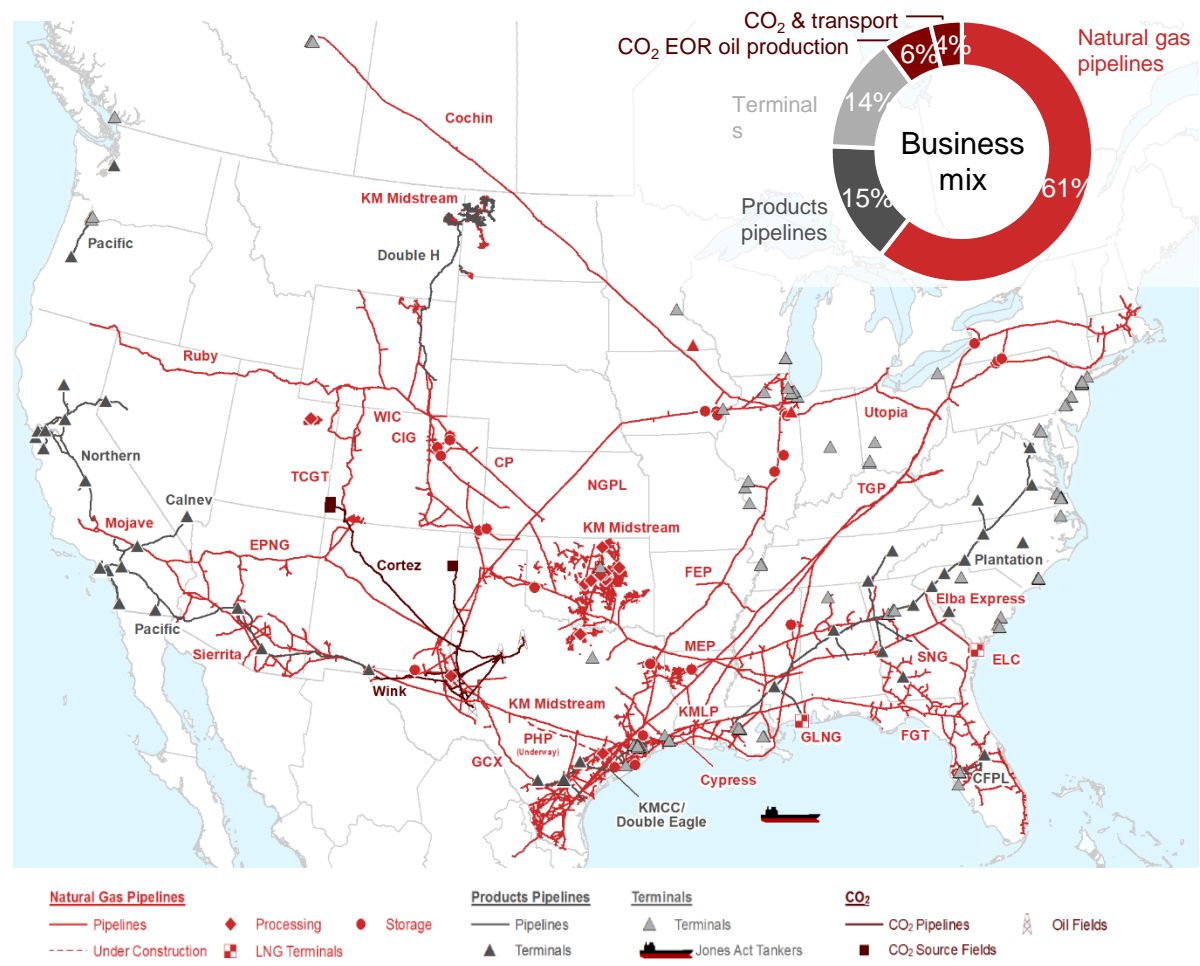 CO2 & transport
CO2 EOR oil production
6%
4%
Natural gas
pipelines
Terminal
s
14%
Business
mix
61%
15%
Products
pipelines
Cochin
KM Midstream
Pacific
Double H
Ruby
WIC
CIG
Utopia
Northern
CP
TCGT
NGPL
TGP
Calnev
Mojave
KM Midstream
EPNG
Cortez
FEP
Plantation
Elba Express
Pacific
Sierrita
MEP
SNG
ELC
Wink
KM Midstream
KMLP
PHP
(Underway)
GLNG
FGT
GCX
Cypress
CFPL
KMCC/
Double Eagle
Natural Gas Pipelines
Pipelines
Processing
Storage
Under Construction
LNG Terminals
Products Pipelines
Pipelines
Terminals
Terminals
Terminals
Jones Act Tankers
CO2
CO2 Pipelines
Oil Fields
CO2 Source Fields